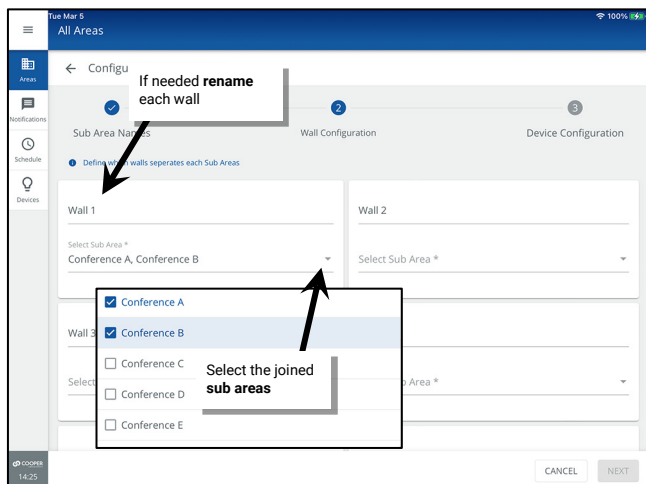 Tue Mar 5
100%
All Areas
Configu
If needed rename
each wall
Areas
Notifications
Schedule
Devices
2
3
Sub Area Names
Wall Configuration
Device Configuration
Define which walls seperates each Sub Areas
Wall 1
Wall 2
Select Sub Area *
Conference A, Conference B
Select Sub Area *
Conference A
Wall 3
Conference B
Conference C
Select
Conference D
Conference E
Select the joined
sub areas
Area *
COOPER
14:25
CANCEL
NEXT